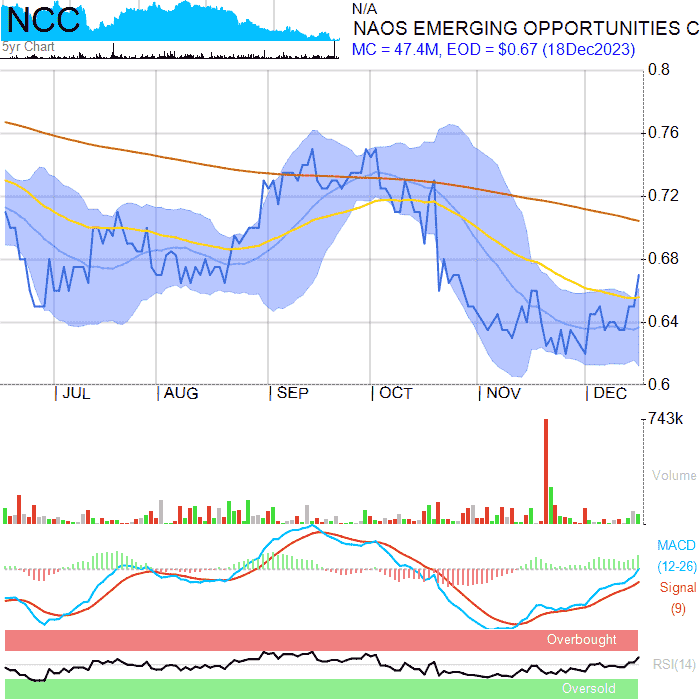 NCC
5yr Chart
N/A
NAOS EMERGING OPPORTUNITIES C
MC = 47.4M, EOD = $0.67 (18Dec2023)
0.8
0.76
0.72
0.68
0.64
0.6
JUL AUG SEP OCT NOV DEC
743k
Volume
MACD
(12-26)
Signal
(9)
Overbought
RSI(14)
Oversold